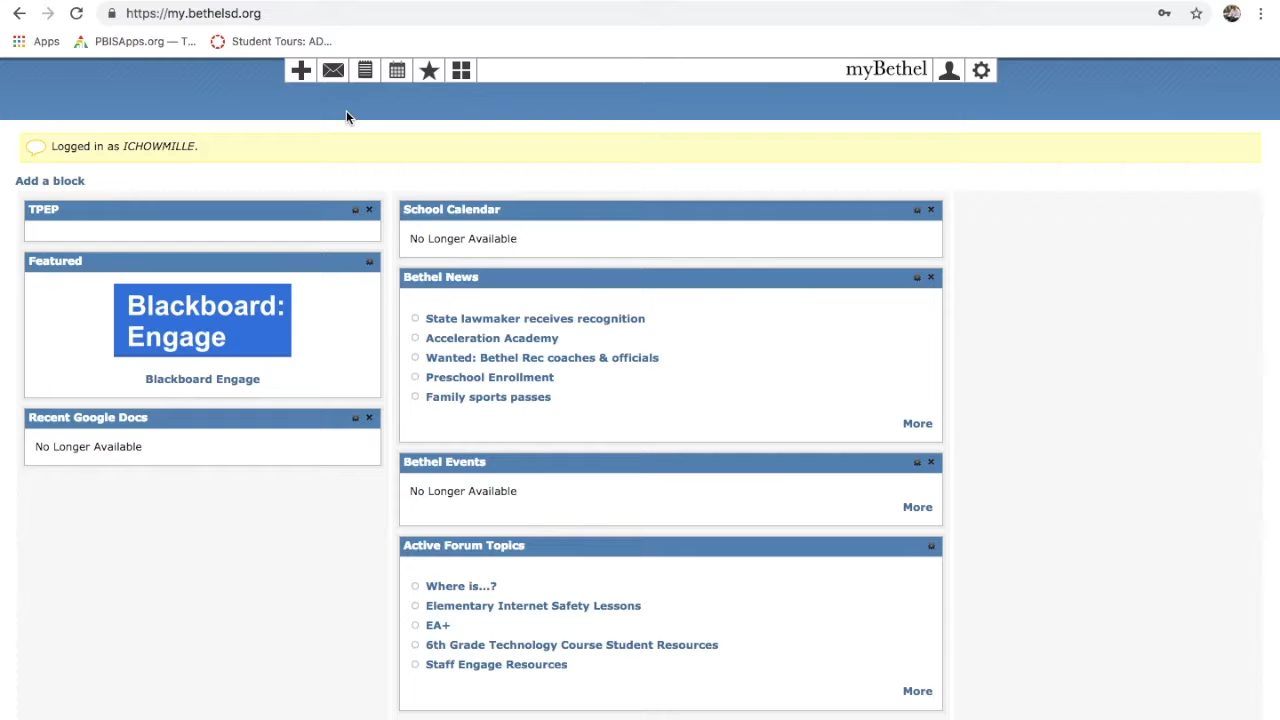 https://my.bethelsd.org
Apps
PBISApps.org — T...
Student Tours: AD...
myBethel
Logged in as ICHOWMILLE.
Add a block
TPEP
Featured
Blackboard:
Engage
Blackboard Engage
Recent Google Docs
No Longer Available
School Calendar
No Longer Available
Bethel News
State lawmaker receives recognition
Acceleration Academy
Wanted: Bethel Rec coaches & officials
Preschool Enrollment
Family sports passes
More
Bethel Events
No Longer Available
More
Active Forum Topics
Where is...?
Elementary Internet Safety Lessons
EA+
6th Grade Technology Course Student Resources
Staff Engage Resources
More